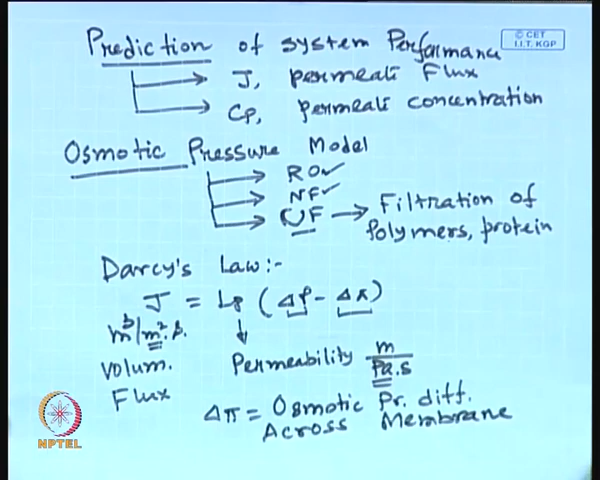 Prediction of system Performance
© CET
I.I.T. KGP
J, permeate Flux
Cp, permeate concentration
Osmotic Pressure Model
RO ✓
NF ✓
UF → Filtration of
Polymers, protein
Darcy's Law:-
J = Lp (ΔP - Δπ)
m³/m².s.
Volum.
Flux
Permeability m/Pa.s
Δπ = Osmotic Pr. diff.
Across Membrane
NPTEL